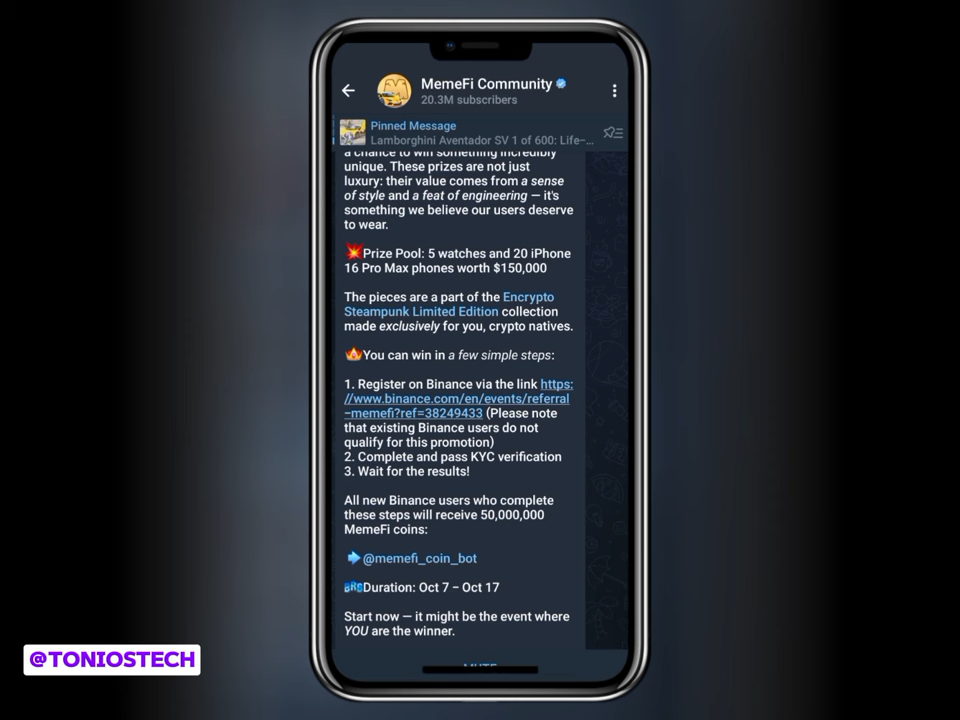 MemeFi Community
20.3M subscribers
Pinned Message
Lamborghini Aventador SV 1 of 600: Life-...
a chance to win something incredibly
unique. These prizes are not just
luxury: their value comes from a sense
of style and a feat of engineering — it's
something we believe our users deserve
to wear.
Prize Pool: 5 watches and 20 iPhone
16 Pro Max phones worth $150,000
The pieces are a part of the Encrypto
Steampunk Limited Edition collection
made exclusively for you, crypto natives.
You can win in a few simple steps:
1. Register on Binance via the link https:
//www.binance.com/en/events/referral
-memefi?ref=38249433 (Please note
that existing Binance users do not
qualify for this promotion)
2. Complete and pass KYC verification
3. Wait for the results!
All new Binance users who complete
these steps will receive 50,000,000
MemeFi coins:
@memefi_coin_bot
Duration: Oct 7 – Oct 17
Start now — it might be the event where
YOU are the winner.
MUTE
@TONIOSTECH